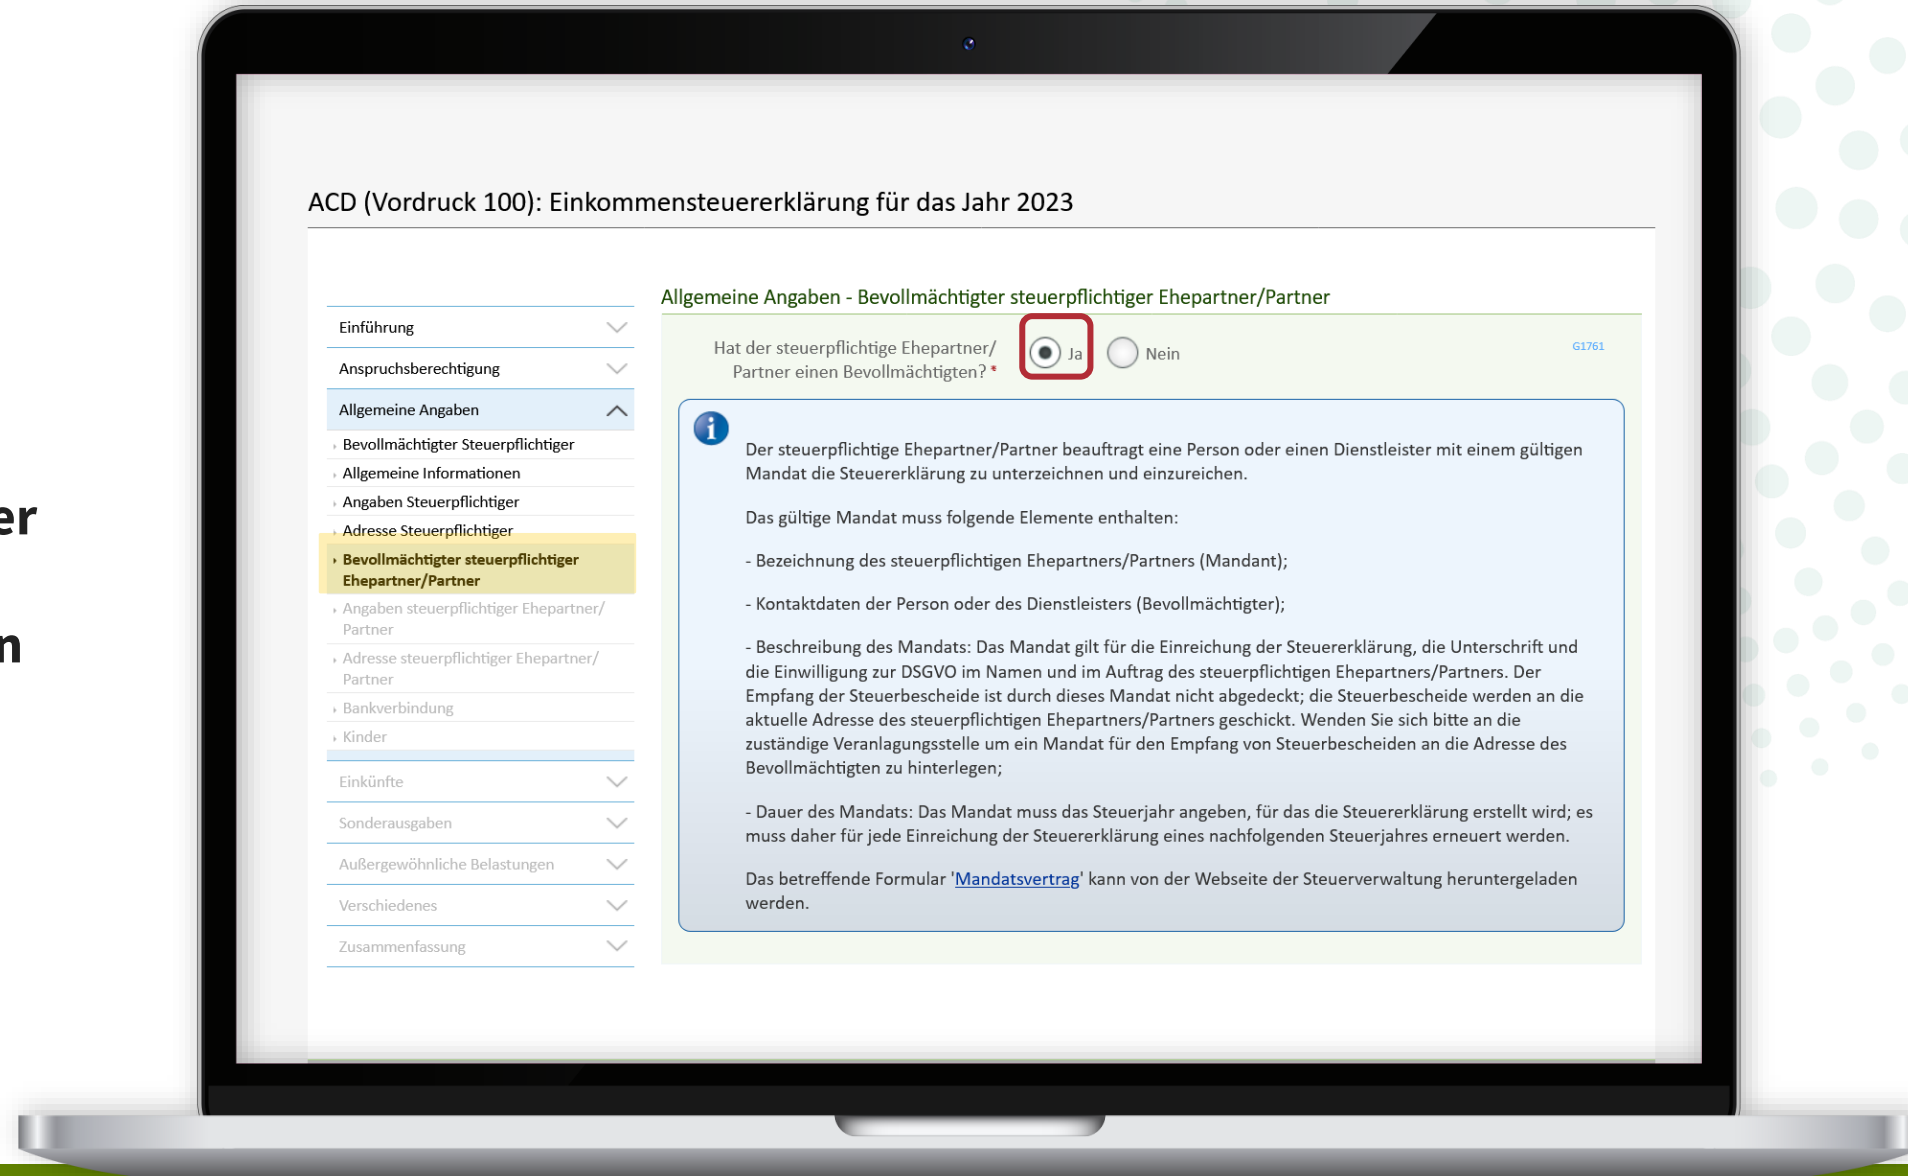 er
n
ACD (Vordruck 100): Einkommensteuererklärung für das Jahr 2023
Einführung
Anspruchsberechtigung
Allgemeine Angaben
Bevollmächtigter Steuerpflichtiger
Allgemeine Informationen
Angaben Steuerpflichtiger
Adresse Steuerpflichtiger
Bevollmächtigter steuerpflichtiger
Ehepartner/Partner
Angaben steuerpflichtiger Ehepartner/
Partner
Adresse steuerpflichtiger Ehepartner/
Partner
Bankverbindung
Kinder
Einkünfte
Sonderausgaben
Außergewöhnliche Belastungen
Verschiedenes
Zusammenfassung
Allgemeine Angaben - Bevollmächtigter steuerpflichtiger Ehepartner/Partner
Hat der steuerpflichtige Ehepartner/
Partner einen Bevollmächtigten? *
Ja
Nein
G1761
Der steuerpflichtige Ehepartner/Partner beauftragt eine Person oder einen Dienstleister mit einem gültigen
Mandat die Steuererklärung zu unterzeichnen und einzureichen.
Das gültige Mandat muss folgende Elemente enthalten:
- Bezeichnung des steuerpflichtigen Ehepartners/Partners (Mandant);
- Kontaktdaten der Person oder des Dienstleisters (Bevollmächtigter);
- Beschreibung des Mandats: Das Mandat gilt für die Einreichung der Steuererklärung, die Unterschrift und
die Einwilligung zur DSGVO im Namen und im Auftrag des steuerpflichtigen Ehepartners/Partners. Der
Empfang der Steuerbescheide ist durch dieses Mandat nicht abgedeckt; die Steuerbescheide werden an die
aktuelle Adresse des steuerpflichtigen Ehepartners/Partners geschickt. Wenden Sie sich bitte an die
zuständige Veranlagungsstelle um ein Mandat für den Empfang von Steuerbescheiden an die Adresse des
Bevollmächtigten zu hinterlegen;
- Dauer des Mandats: Das Mandat muss das Steuerjahr angeben, für das die Steuererklärung erstellt wird; es
muss daher für jede Einreichung der Steuererklärung eines nachfolgenden Steuerjahres erneuert werden.
Das betreffende Formular 'Mandatsvertrag' kann von der Webseite der Steuerverwaltung heruntergeladen
werden.